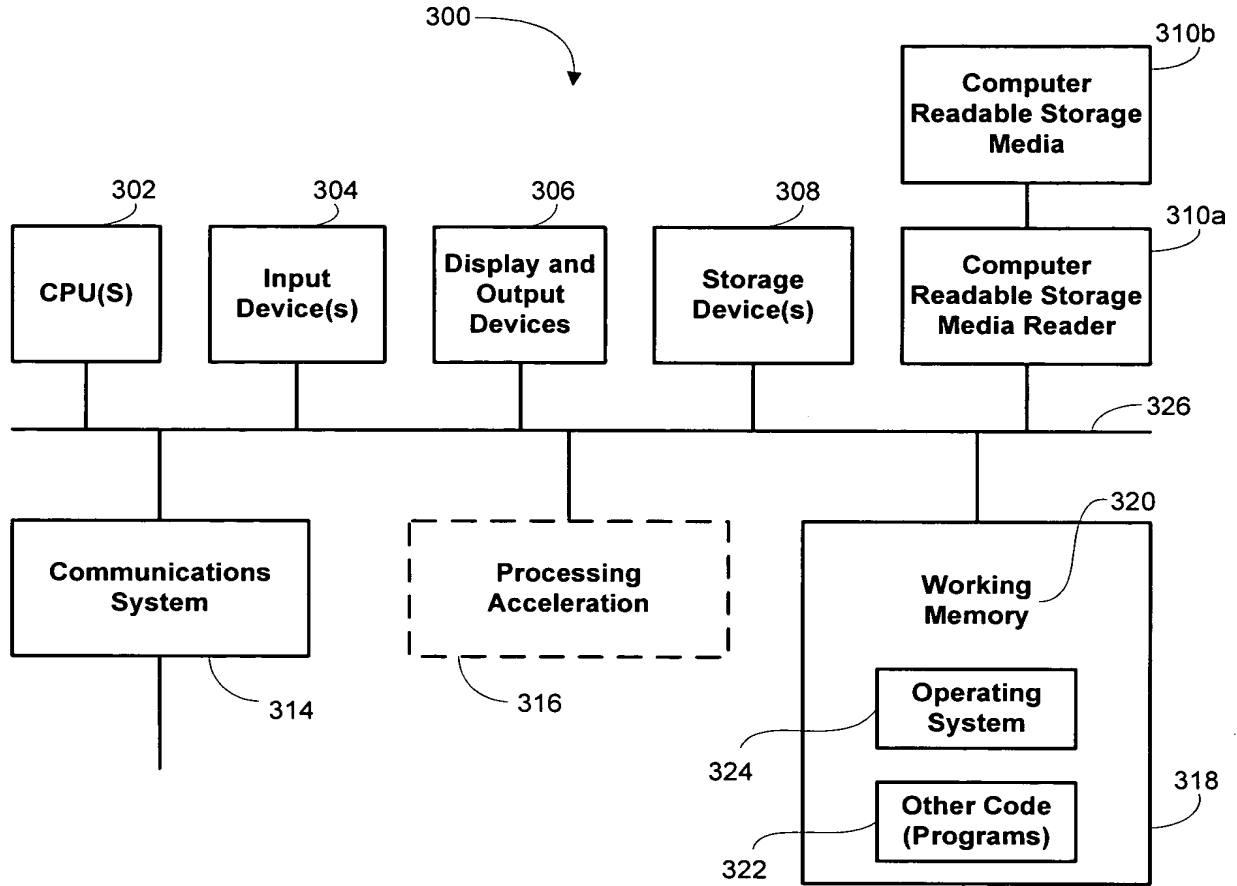 300
310b
Computer
Readable Storage
Media
302
304
306
308
310a
CPU(S)
Input
Device(s)
Display and
Output
Devices
Storage
Device(s)
Computer
Readable Storage
Media Reader
326
320
Communications
System
Processing
Acceleration
Working
Memory
314
316
Operating
System
324
318
Other Code
(Programs)
322